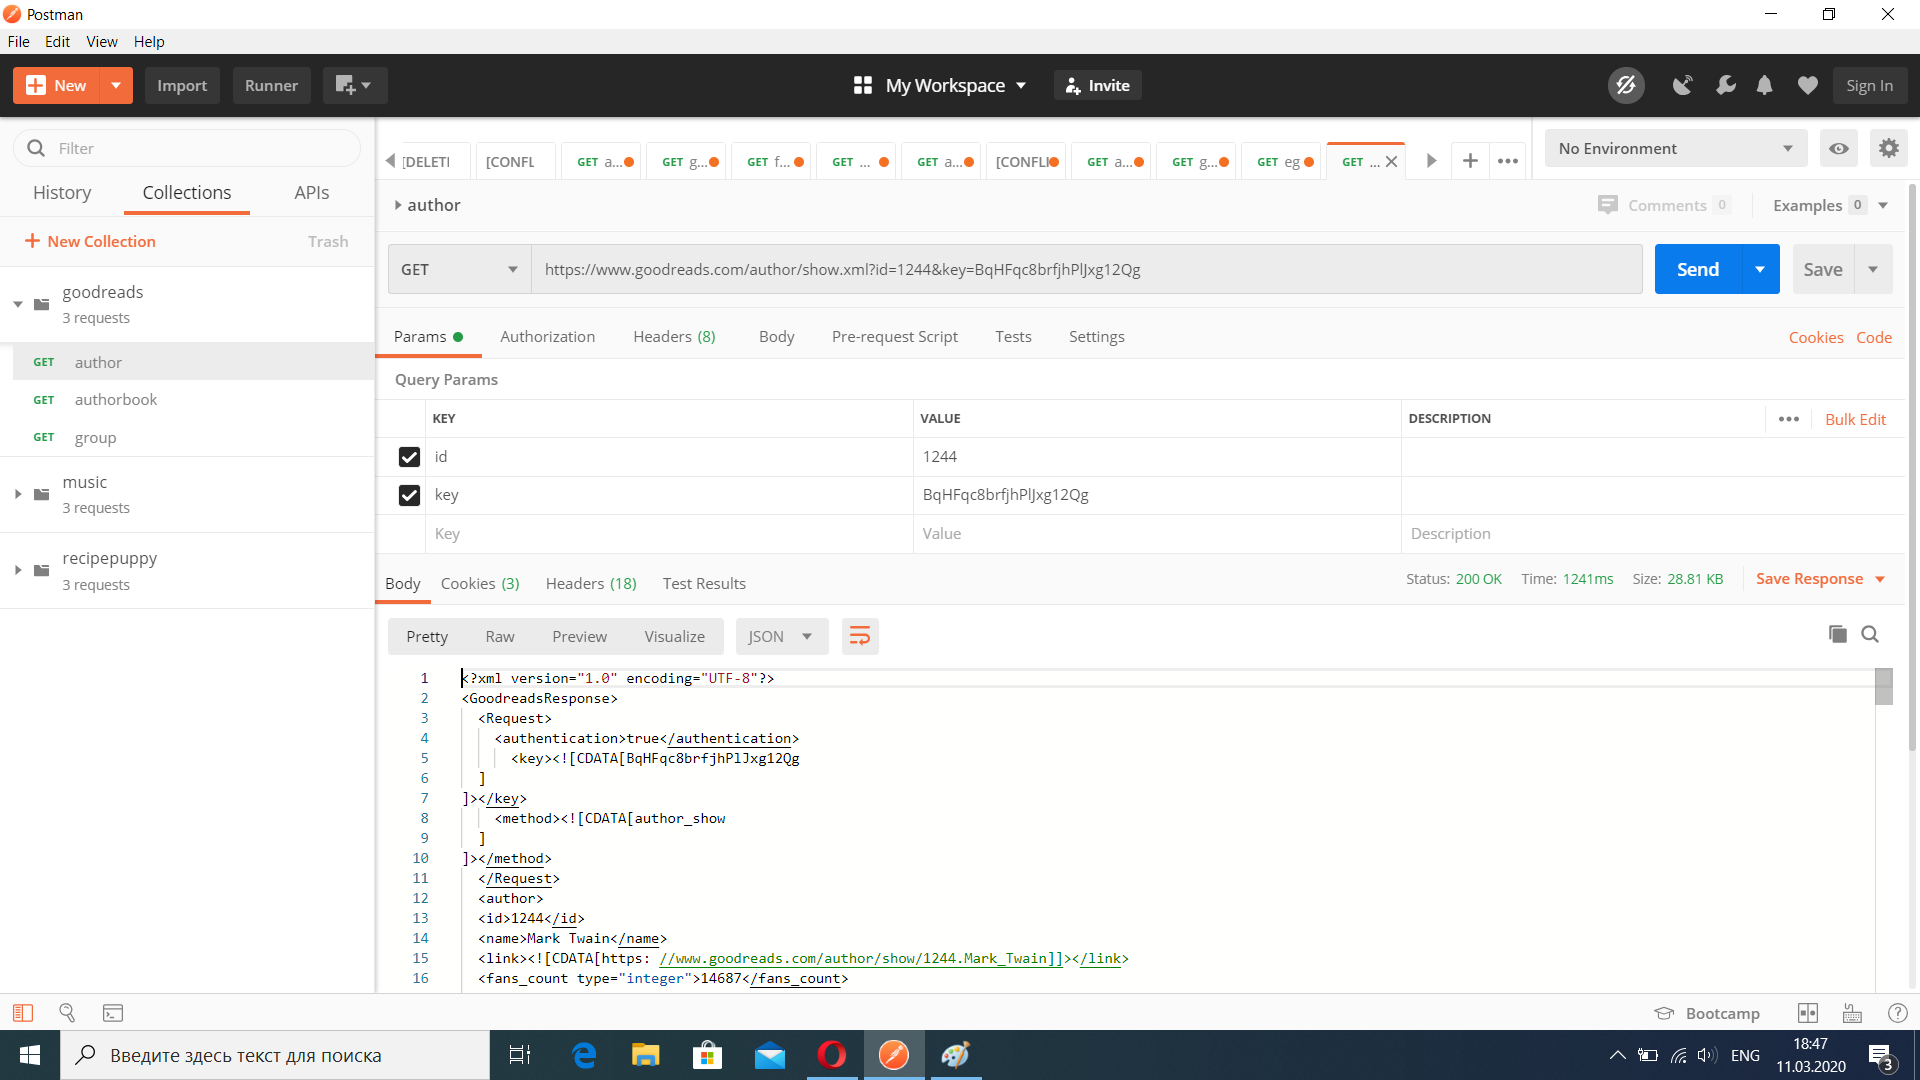 Postman
File Edit View Help
New Import Runner My Workspace Invite Sign In
Filter
History Collections APIs
New Collection Trash
goodreads
3 requests
GET author
GET authorbook
GET group
music
3 requests
recipepuppy
3 requests
[DELETI [CONFL GET a... GET g... GET f... GET ... GET a... [CONFLI GET a... GET g... GET eg GET ...
No Environment
author
Comments 0 Examples 0
GET https://www.goodreads.com/author/show.xml?id=1244&key=BqHFqc8brfjhPlJxg12Qg Send Save
Params Authorization Headers (8) Body Pre-request Script Tests Settings Cookies Code
Query Params
KEY VALUE DESCRIPTION ••• Bulk Edit
id 1244
key BqHFqc8brfjhPlJxg12Qg
Key Value Description
Body Cookies (3) Headers (18) Test Results Status: 200 OK Time: 1241ms Size: 28.81 KB Save Response
Pretty Raw Preview Visualize JSON
1 <?xml version="1.0" encoding="UTF-8"?>
2 <GoodreadsResponse>
3 <Request>
4 <authentication>true</authentication>
5 <key><![CDATA[BqHFqc8brfjhPlJxg12Qg
6 ]
7 ]></key>
8 <method><![CDATA[author_show
9 ]
10 ]></method>
11 </Request>
12 <author>
13 <id>1244</id>
14 <name>Mark Twain</name>
15 <link><![CDATA[https: //www.goodreads.com/author/show/1244.Mark_Twain]]></link>
16 <fans_count type="integer">14687</fans_count>
Bootcamp
Введите здесь текст для поиска
ENG
18:47
11.03.2020
3